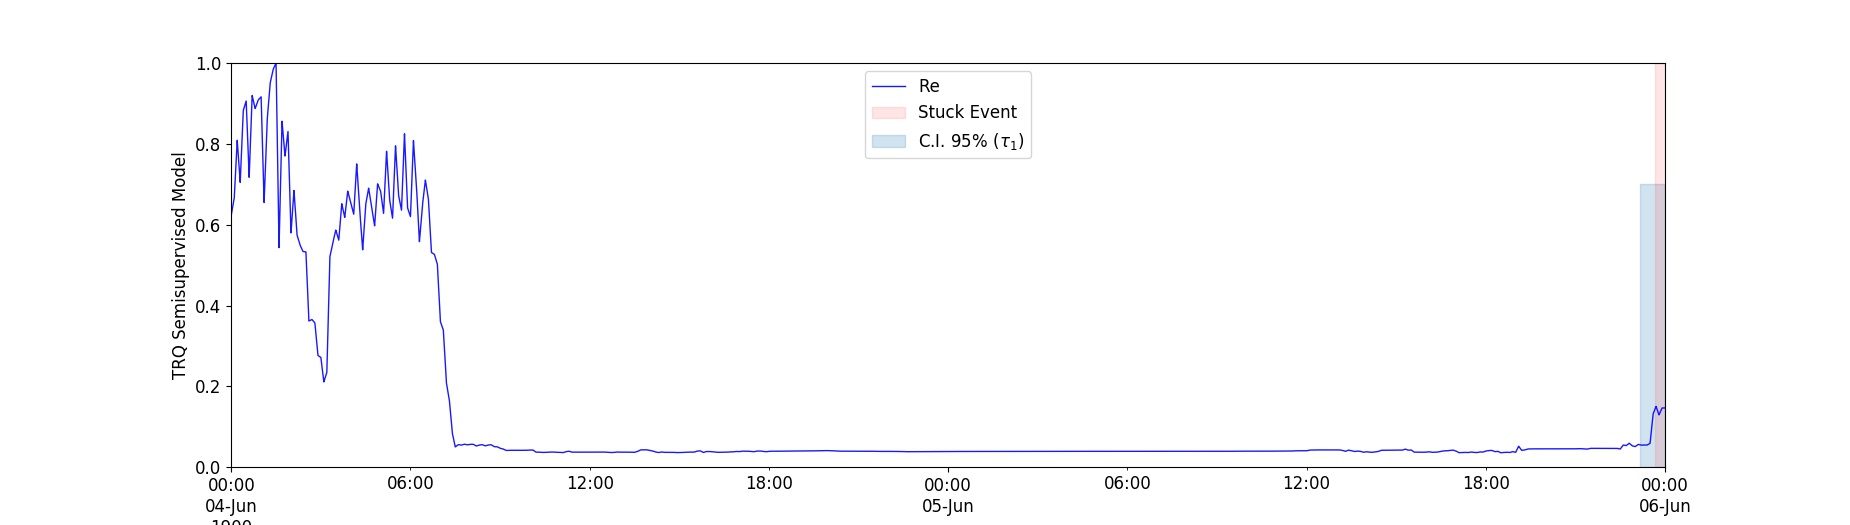 1.0
0.8
0.6
0.4
0.2
0.0
TRQ Semisupervised Model
Re
Stuck Event
C.I. 95% (τ₁)
00:00
06:00
12:00
18:00
00:00
06:00
12:00
18:00
00:00
04-Jun
05-Jun
06-Jun
1900